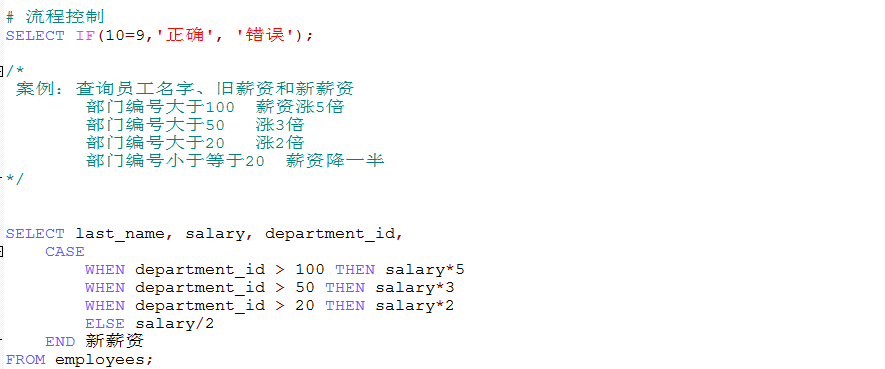 # 流程控制
SELECT IF(10=9,'正确', '错误');
/*
案例: 查询员工名字、旧薪资和新薪资
部门编号大于100  薪资涨5倍
部门编号大于50   涨3倍
部门编号大于20   涨2倍
部门编号小于等于20  薪资降一半
*/
SELECT last_name, salary, department_id,
CASE
WHEN department_id > 100 THEN salary*5
WHEN department_id > 50 THEN salary*3
WHEN department_id > 20 THEN salary*2
ELSE salary/2
END 新薪资
FROM employees;